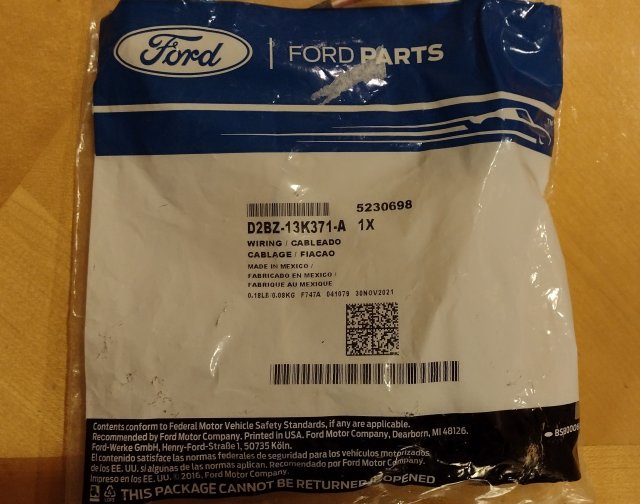 Ford | FORD PARTS
5230698
D2BZ-13K371-A 1X
WIRING / CABLEADO
CABLAGE / FIACAO
MADE IN MEXICO /
FABRICADO EN MEXICO /
FABRIQUE AU MEXIQUE
0.18LB/0.08KG F747A 041079 30NOV2021
Contents conform to Federal Motor Vehicle Safety Standards, if any are applicable.
Recommended by Ford Motor Company. Printed in USA. Ford Motor Company, Dearborn, MI 48126.
Ford-Werke GmbH, Henry-Ford-Straße 1, 50735 Köln.
El contenido satisface las normas federales de seguridad para los vehículos motorizados
de los EE. UU. si algunas de las normas aplican. Recomendado por Ford Motor Company.
Impreso en los EE. UU. © 2016, Ford Motor Company.
THIS PACKAGE CANNOT BE RETURNED IF OPENED